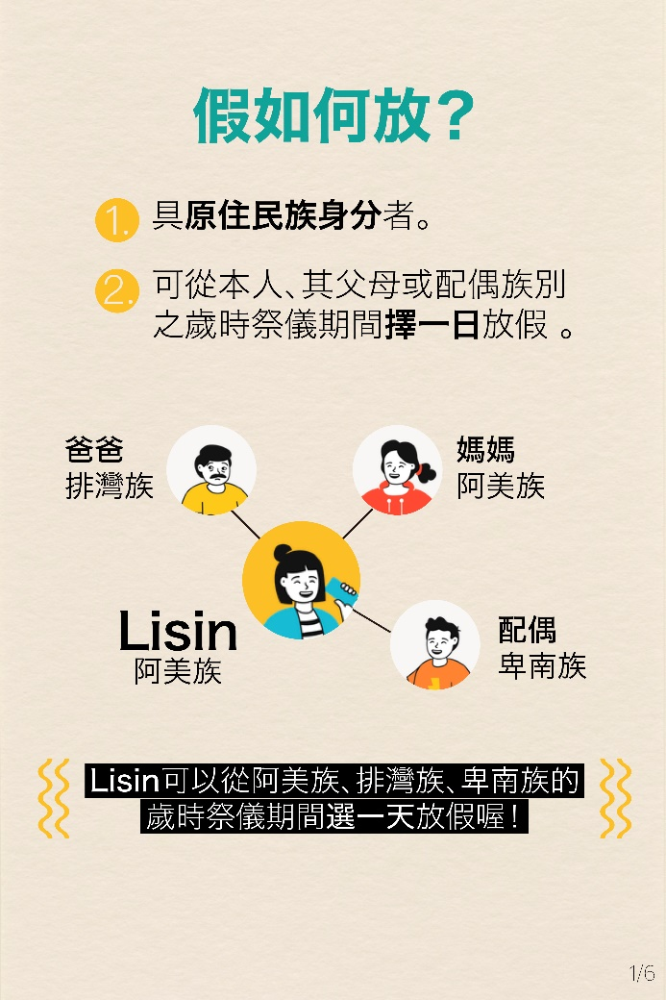 假如何放？
1. 具原住民族身分者。
2. 可從本人、其父母或配偶族別
之歲時祭儀期間擇一日放假。
爸爸
排灣族
媽媽
阿美族
Lisin
阿美族
配偶
卑南族
Lisin可以從阿美族、排灣族、卑南族的
歲時祭儀期間選一天放假喔！
1/6